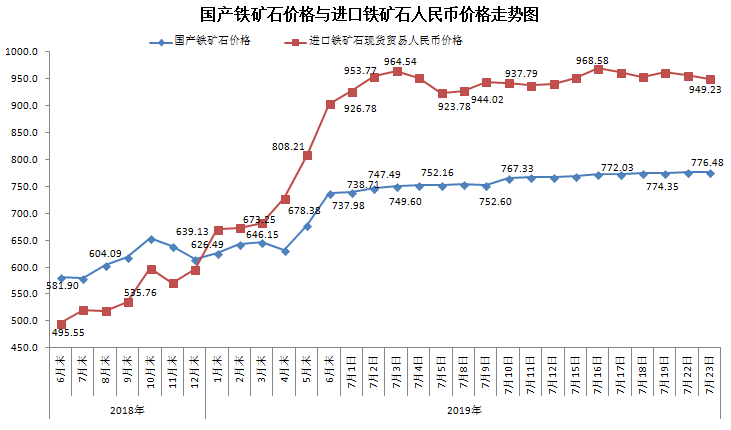 国产铁矿石价格与进口铁矿石人民币价格走势图
国产铁矿石价格
进口铁矿石现货贸易人民币价格
1000.0
950.0
900.0
850.0
800.0
750.0
700.0
650.0
600.0
550.0
500.0
450.0
581.90
495.55
604.09
535.76
639.13
626.49
673.25
646.15
808.21
678.38
953.77
926.78
738.71
737.98
747.49
964.54
749.60
752.16
923.78
944.02
752.60
937.79
767.33
968.58
772.03
774.35
949.23
776.48
6月末
7月末
8月末
9月末
10月末
11月末
12月末
1月末
2月末
3月末
4月末
5月末
6月末
7月1日
7月2日
7月3日
7月4日
7月5日
7月8日
7月9日
7月10日
7月11日
7月12日
7月15日
7月16日
7月17日
7月18日
7月19日
7月22日
7月23日
2018年
2019年